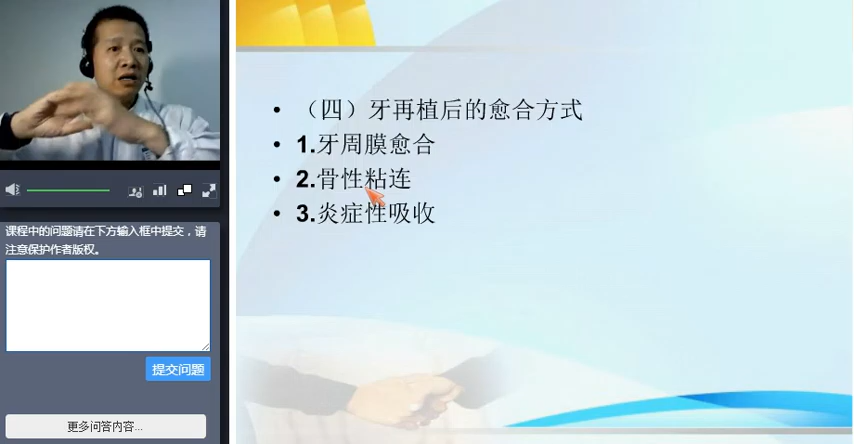 课程中的问题请在下方输入框中提交，请
注意保护作者版权。
提交问题
更多问答内容...
（四）牙再植后的愈合方式
1.牙周膜愈合
2.骨性粘连
3.炎症性吸收